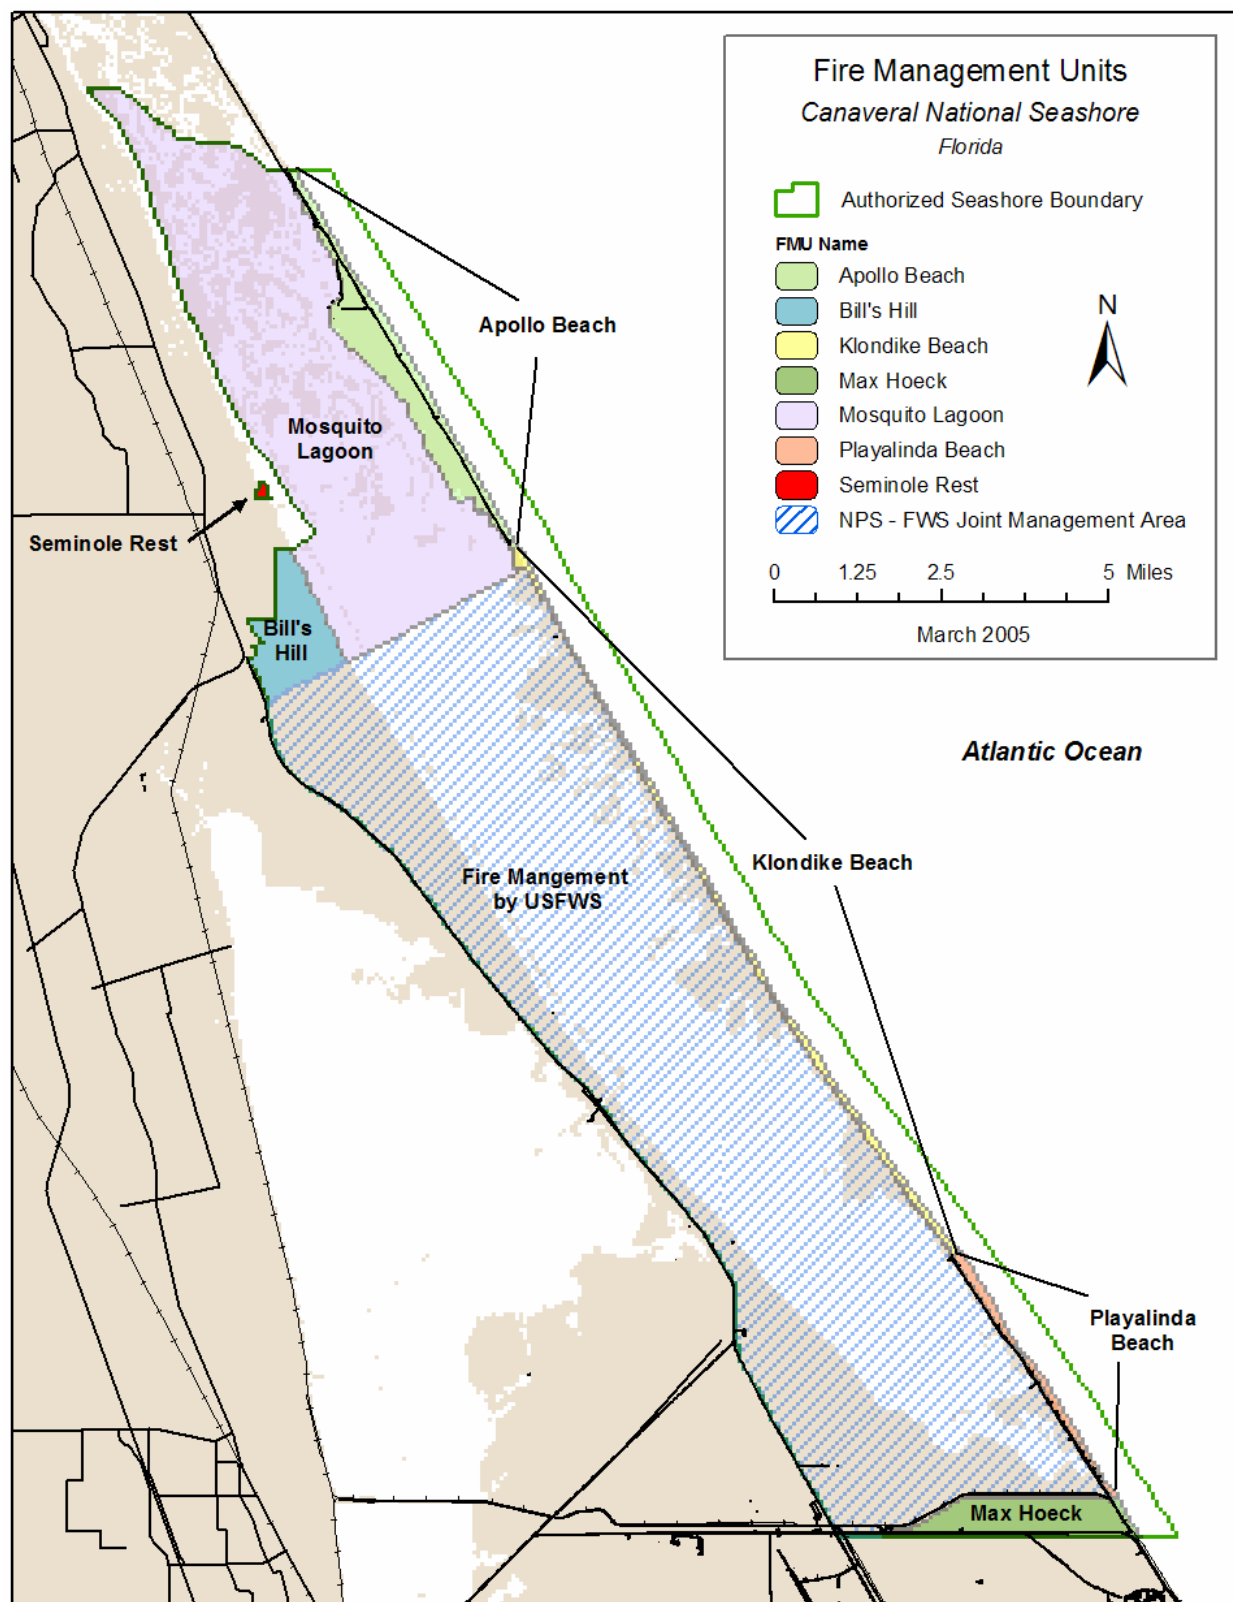 Fire Management Units
Canaveral National Seashore
Florida
Authorized Seashore Boundary
FMU Name
Apollo Beach
Bill's Hill
Klondike Beach
Max Hoeck
Mosquito Lagoon
Playalinda Beach
Seminole Rest
NPS - FWS Joint Management Area
N
0 1.25 2.5 5 Miles
March 2005
Apollo Beach
Mosquito
Lagoon
Seminole Rest
Bill's
Hill
Atlantic Ocean
Klondike Beach
Fire Mangement
by USFWS
Playalinda
Beach
Max Hoeck